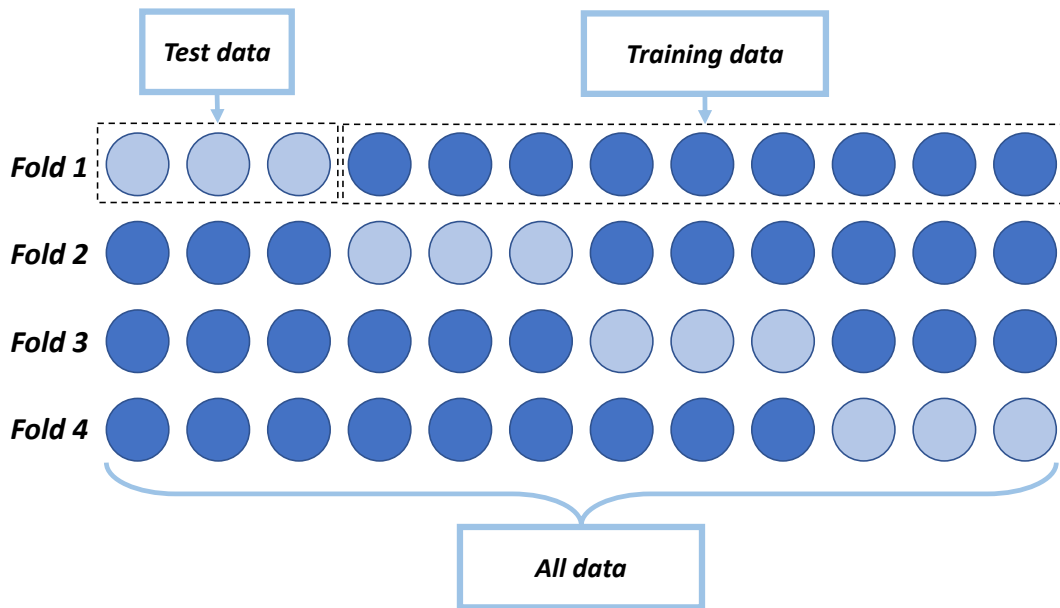 Test data
Training data
Fold 1
Fold 2
Fold 3
Fold 4
All data